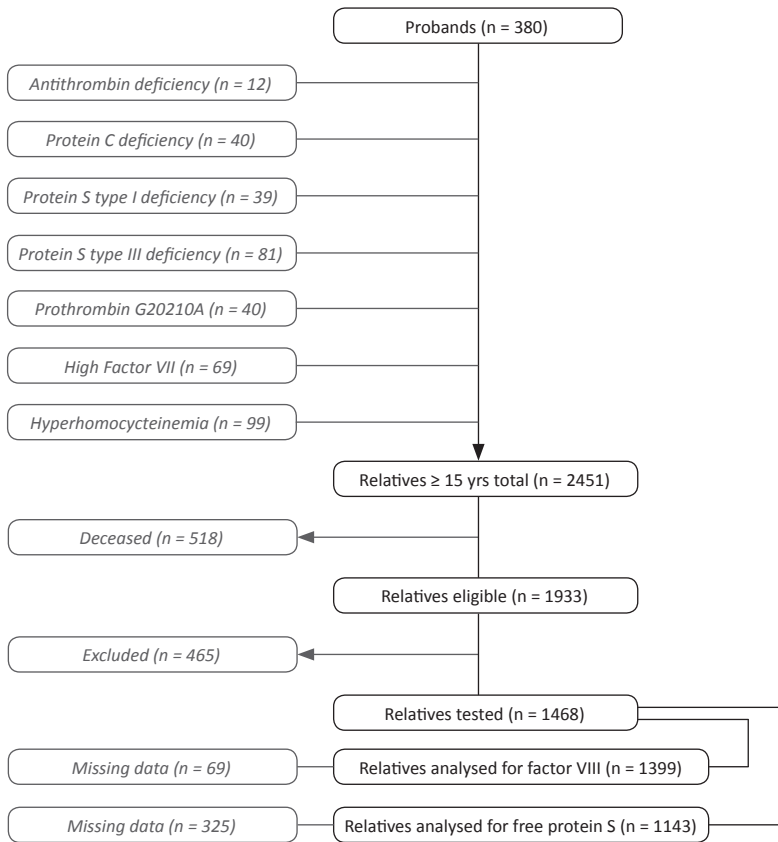 Probands (n = 380)
Antithrombin deficiency (n = 12)
Protein C deficiency (n = 40)
Protein S type I deficiency (n = 39)
Protein S type III deficiency (n = 81)
Prothrombin G20210A (n = 40)
High Factor VII (n = 69)
Hyperhomocycteinemia (n = 99)
Relatives ≥ 15 yrs total (n = 2451)
Deceased (n = 518)
Relatives eligible (n = 1933)
Excluded (n = 465)
Relatives tested (n = 1468)
Missing data (n = 69)
Relatives analysed for factor VIII (n = 1399)
Missing data (n = 325)
Relatives analysed for free protein S (n = 1143)